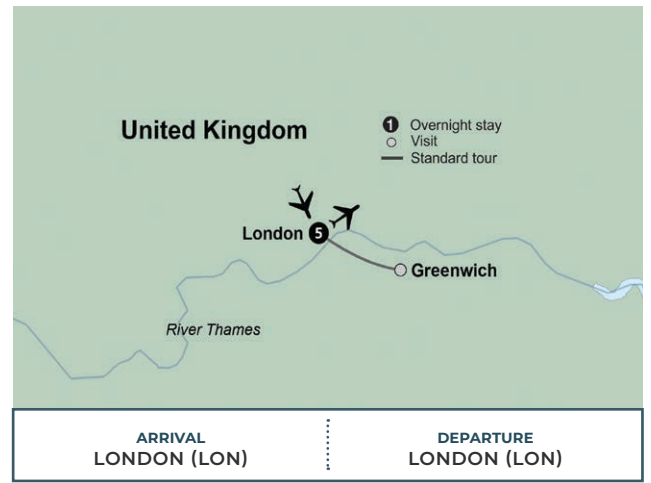 United Kingdom
1 Overnight stay
Visit
Standard tour
London 5
Greenwich
River Thames
ARRIVAL
LONDON (LON)
DEPARTURE
LONDON (LON)